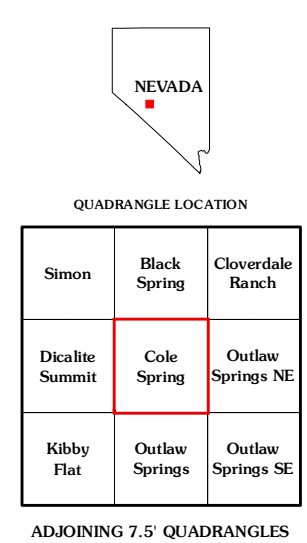 NEVADA
QUADRANGLE LOCATION
Simon
Black
Spring
Cloverdale
Ranch
Dicalite
Summit
Cole
Spring
Outlaw
Springs NE
Kibby
Flat
Outlaw
Springs
Outlaw
Springs SE
ADJOINING 7.5' QUADRANGLES